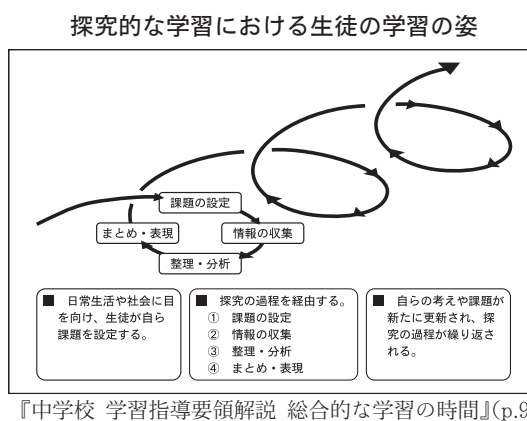 探究的な学習における生徒の学習の姿
課題の設定
まとめ・表現
情報の収集
整理・分析
■ 日常生活や社会に目
を向け、生徒が自ら
課題を設定する。
■ 探究の過程を経由する。
① 課題の設定
② 情報の収集
③ 整理・分析
④ まとめ・表現
■ 自らの考えや課題が
新たに更新され、探
究の過程が繰り返さ
れる。
『中学校 学習指導要領解説 総合的な学習の時間』(p.9